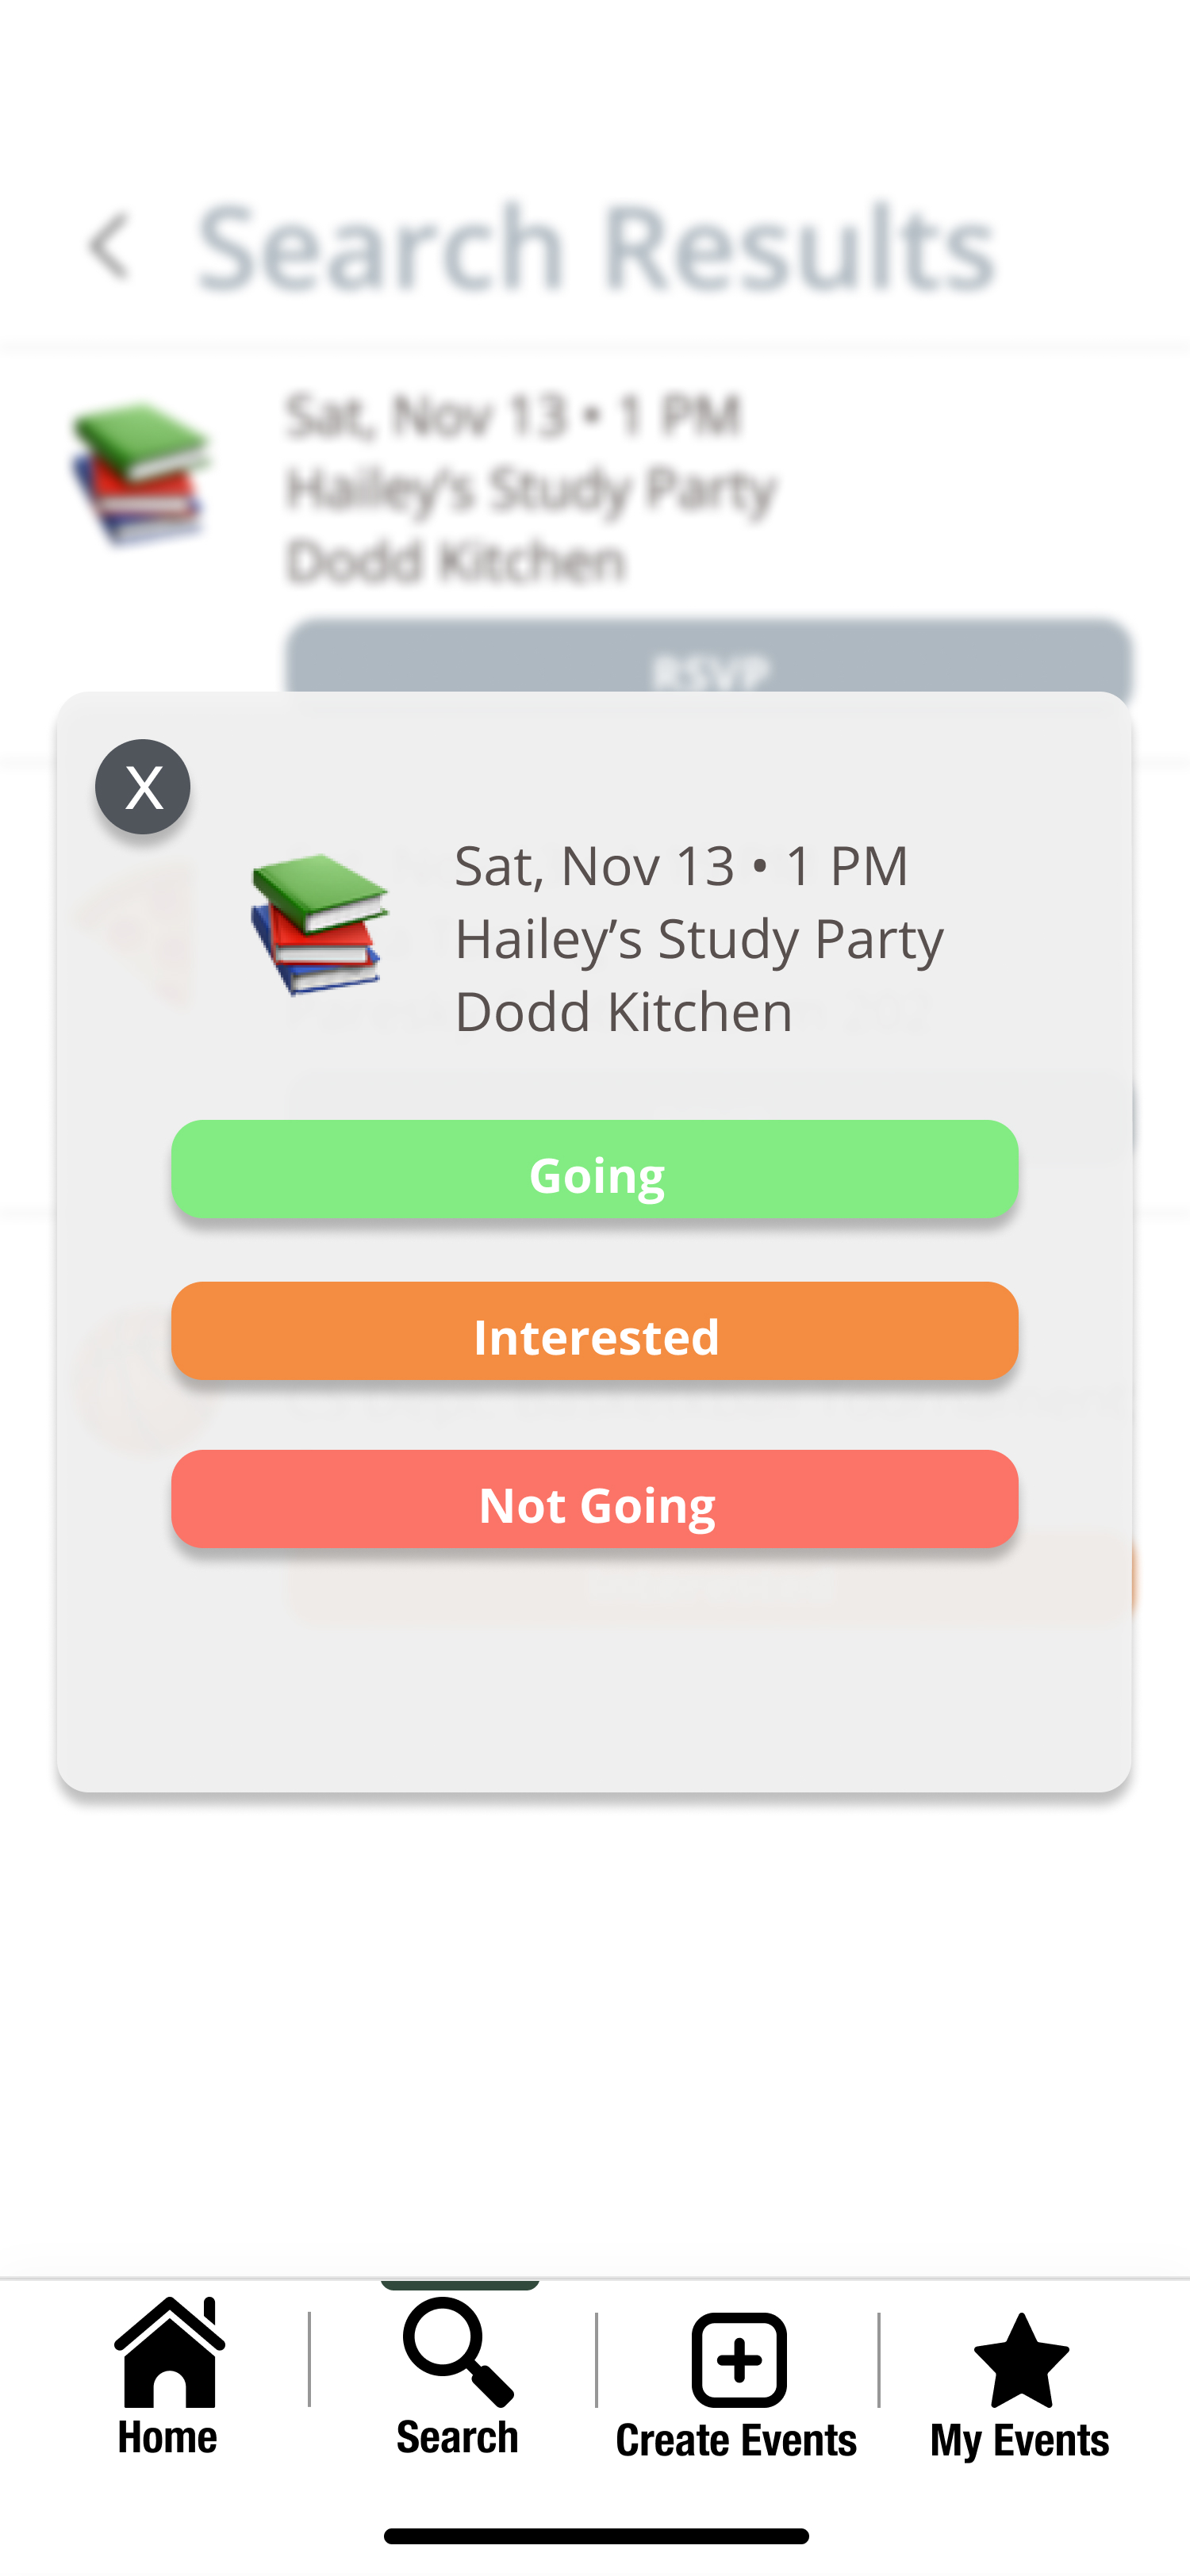 Search Results
Sat, Nov 13 • 1 PM
Hailey's Study Party
Dodd Kitchen
RSVP
X
Sat, Nov 13 • 1 PM
Hailey’s Study Party
Dodd Kitchen
Going
Interested
Not Going
Home
Search
Create Events
My Events